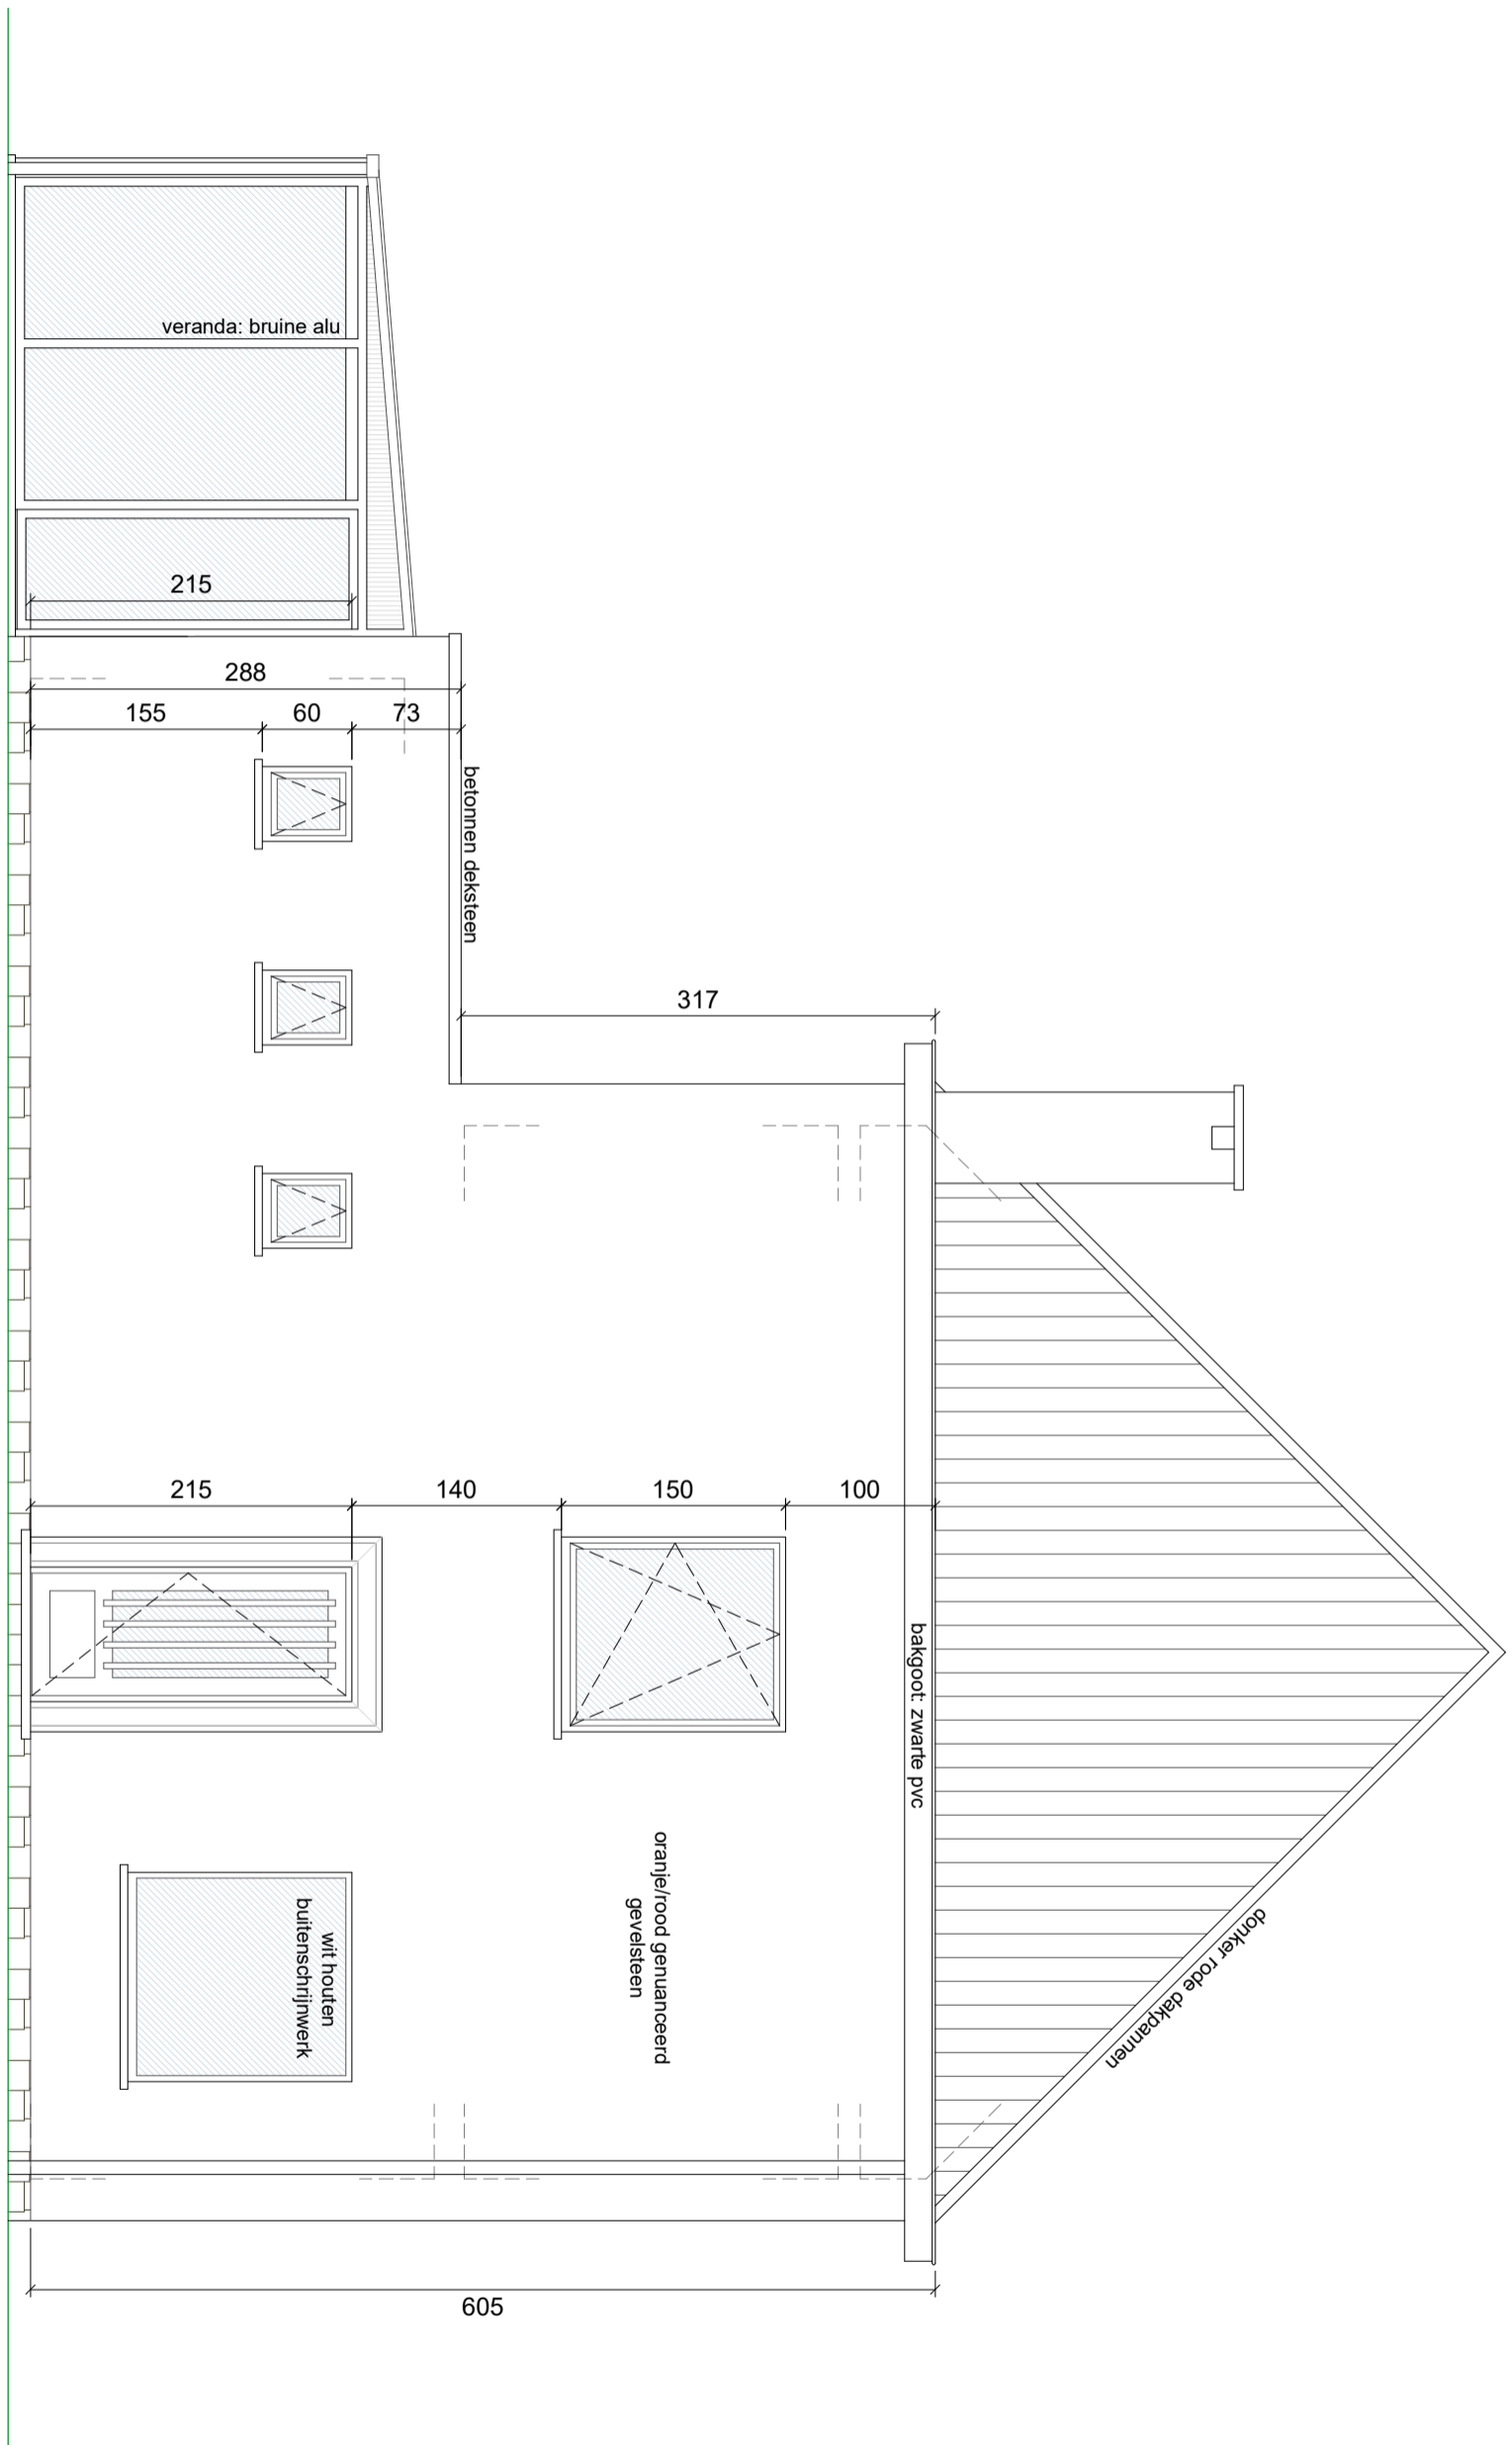 veranda: bruine alu
215
288
155
60
73
betonnen deksteen
317
215
140
150
100
bakgoot: zwarte pvc
oranje/rood genuanceerd
gevelsteen
wit houten
buitenschrijnwerk
donker rode dakpannen
605